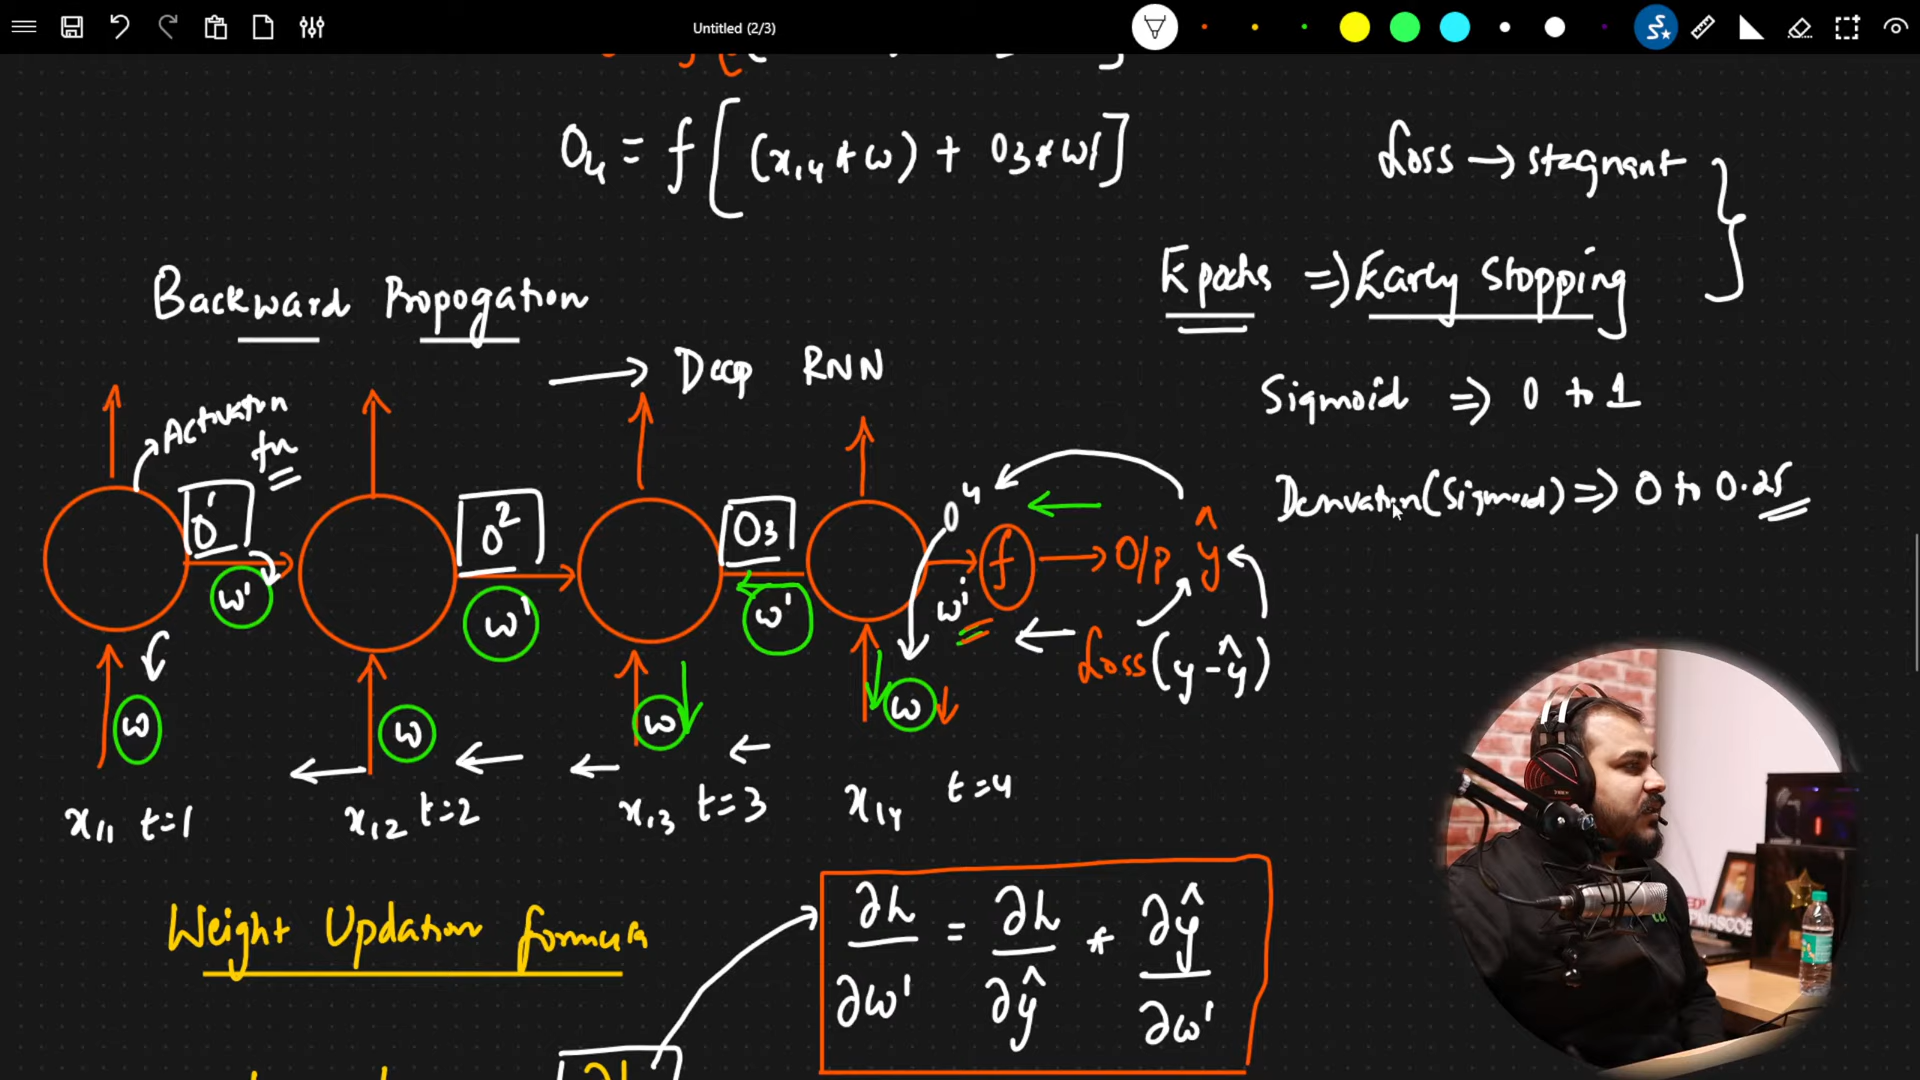 Untitled (2/3)
O4 = f[(x14 * w) + O3 * w']
Loss → stagnant
Epochs => Early Stopping
Backward Propogation
→ Deep RNN
Sigmoid => 0 to 1
Activation fn
Derivation (Sigmoid) => 0 to 0.25
O' O² O3 O⁴
f → O/p ŷ
w' w' w' w'
Loss (y - ŷ)
w w w w
x11 t=1 x12 t=2 x13 t=3 x14 t=4
Weight Updation formula
∂L/∂w' = ∂L/∂ŷ * ∂ŷ/∂w'